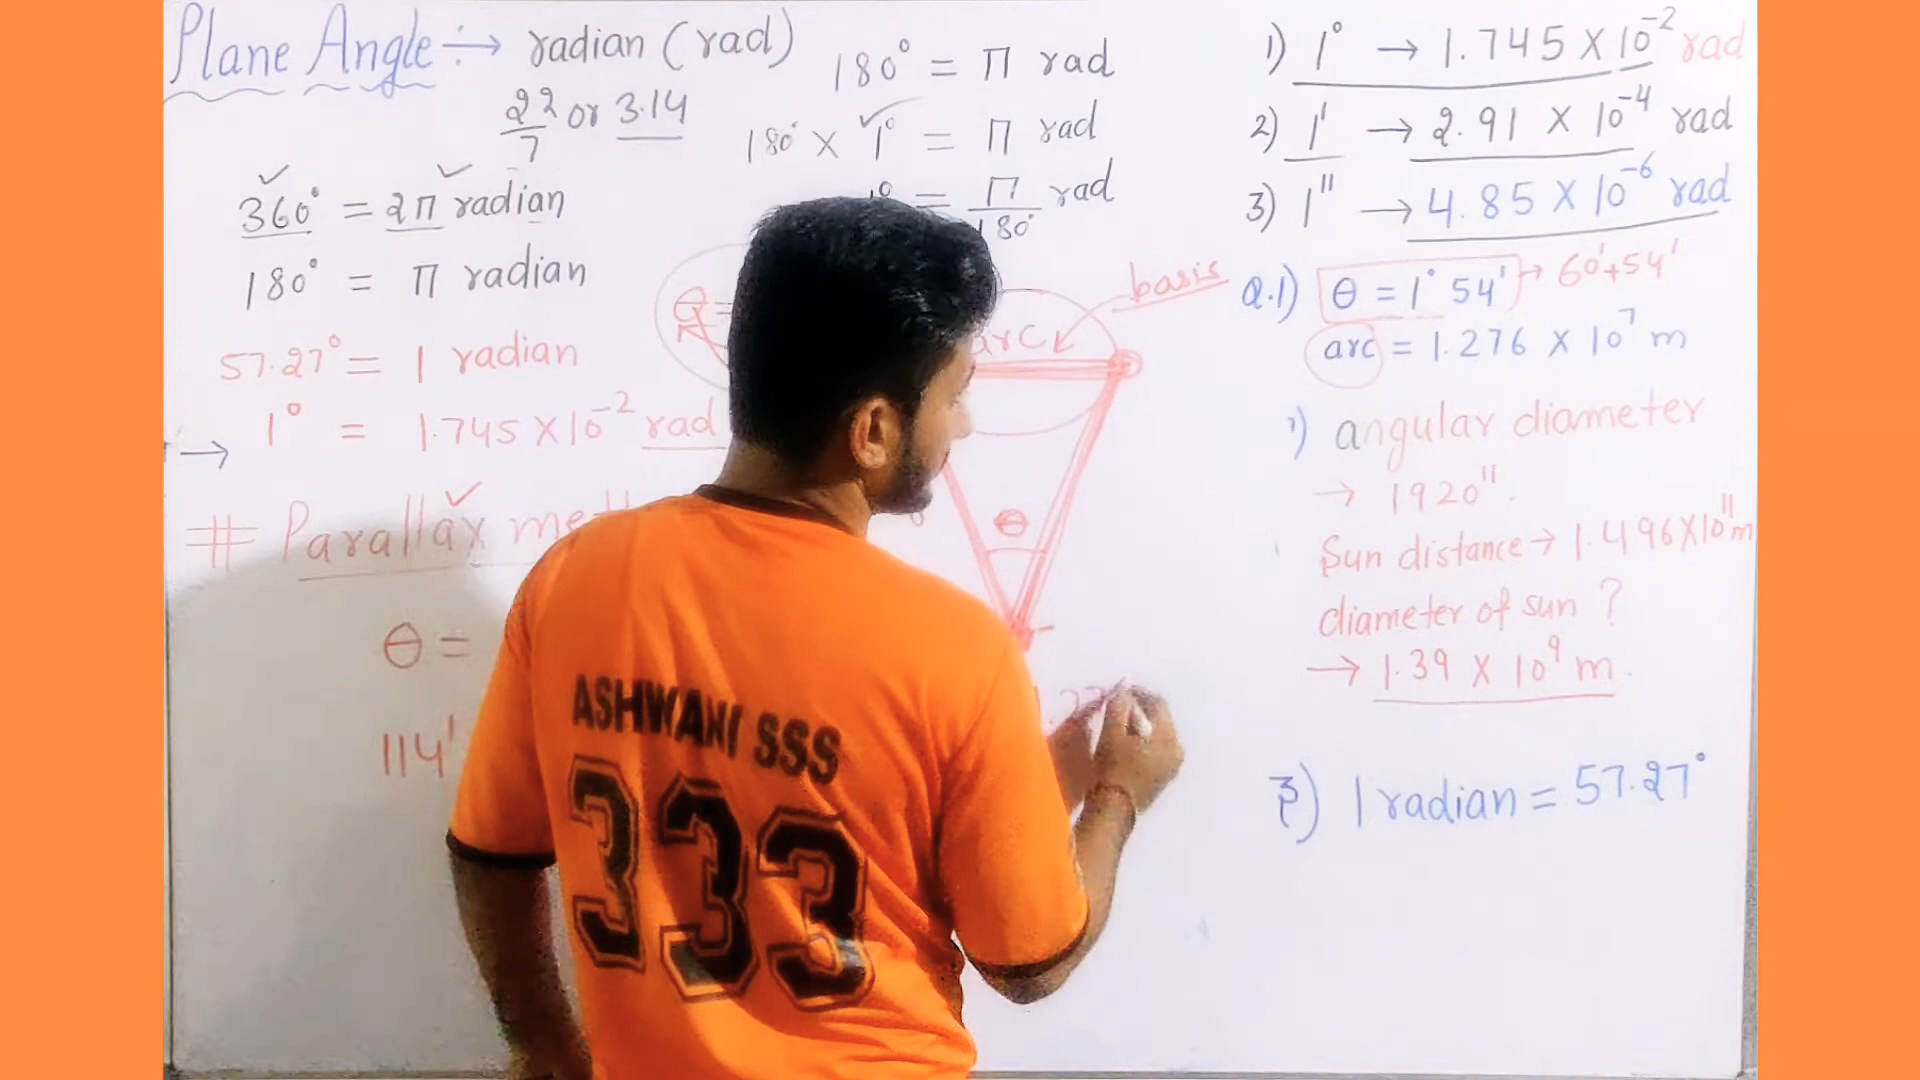 Plane Angle :→ radian (rad)
22/7 or 3.14
360° = 2π radian
180° = π radian
57.27° = 1 radian
→ 1° = 1.745 X 10⁻² rad
# Parallax
θ =
114'
180° = π rad
180° X 1° = π rad
= π/180° rad
θ =
arc
basis
θ
1) 1° → 1.745 X 10⁻² rad
2) 1' → 2.91 X 10⁻⁴ rad
3) 1" → 4.85 X 10⁻⁶ rad
Q.1) θ = 1° 54' → 60'+54'
arc = 1.276 X 10⁷ m
angular diameter
→ 1920".
Sun distance → 1.496X10¹¹m
diameter of sun ?
→ 1.39 X 10⁹ m.
3) 1 radian = 57.27°
ASHWANI SSS
333